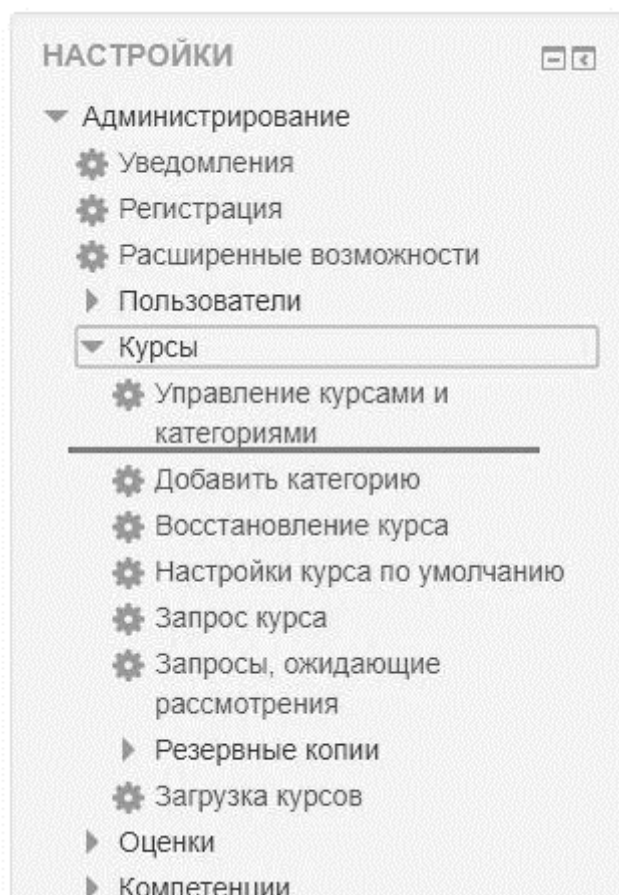 НАСТРОЙКИ
Администрирование
Уведомления
Регистрация
Расширенные возможности
Пользователи
Курсы
Управление курсами и
категориями
Добавить категорию
Восстановление курса
Настройки курса по умолчанию
Запрос курса
Запросы, ожидающие
рассмотрения
Резервные копии
Загрузка курсов
Оценки
Компетенции